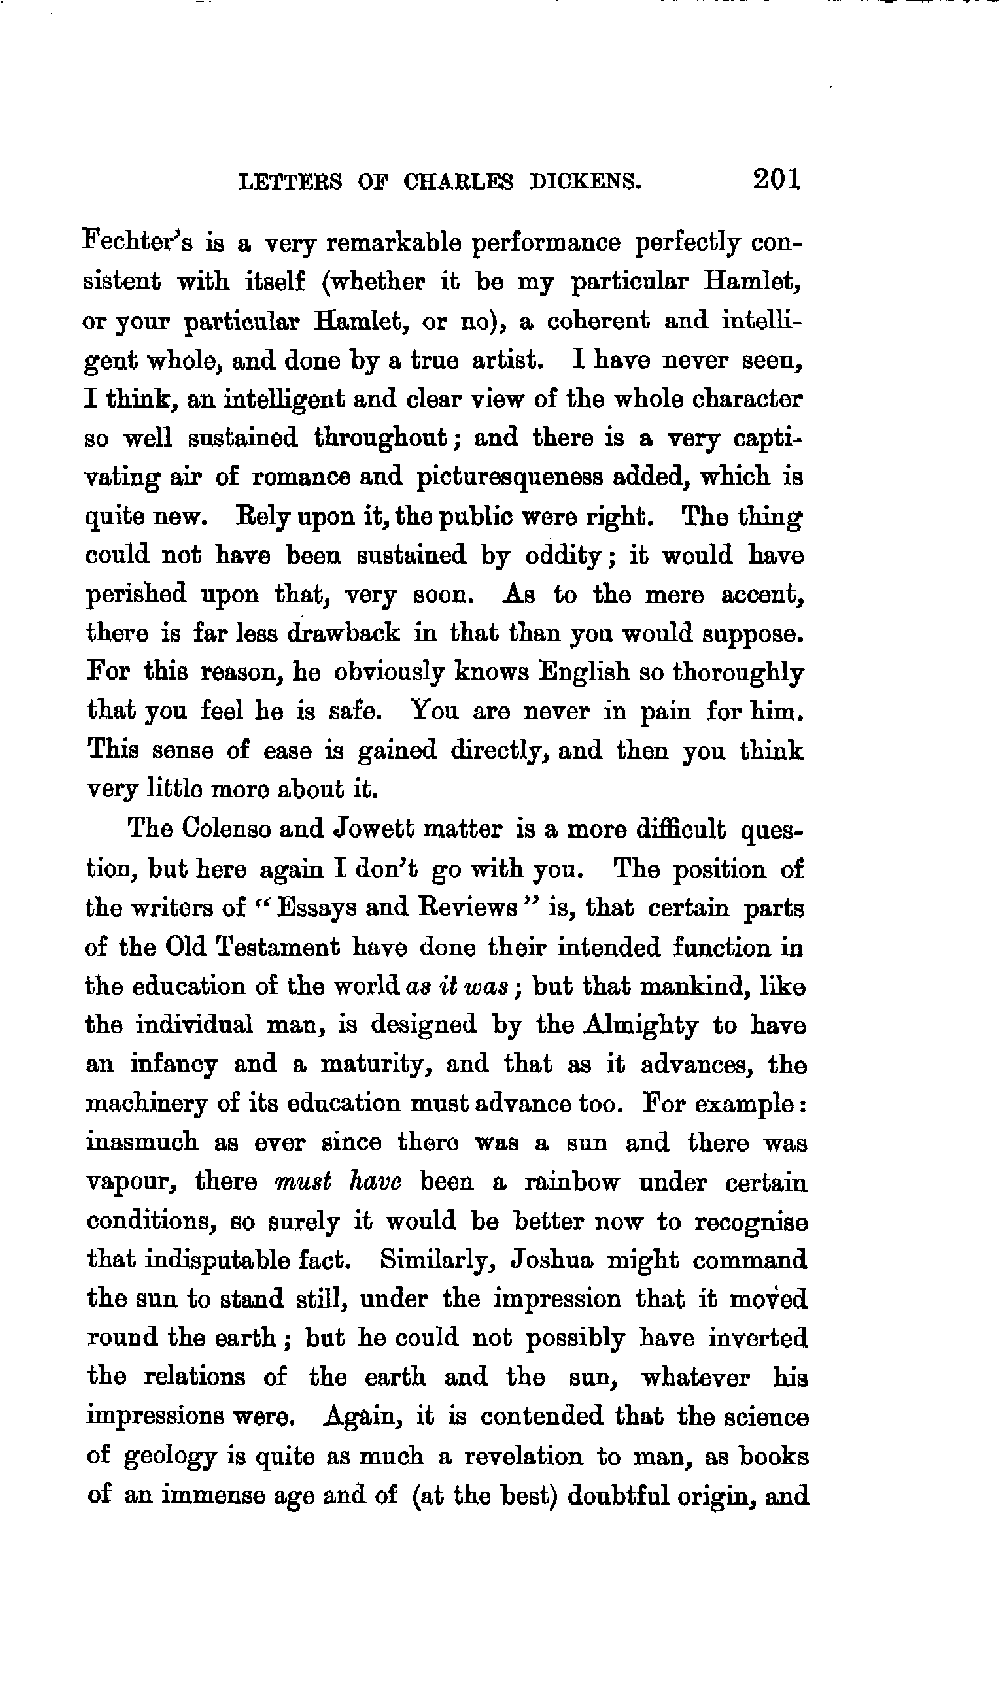 LETTERS OF CHARLES DICKENS. 201
Fechter's is a very remarkable performance perfectly con-
sistent with itself (whether it be my particular Hamlet,
or your particular Hamlet, or no), a coherent and intelli-
gent whole, and done by a true artist. I have never seen,
I think, an intelligent and clear view of the whole character
so well sustained throughout; and there is a very capti-
vating air of romance and picturesqueness added, which is
quite new. Rely upon it, the public were right. The thing
could not have been sustained by oddity; it would have
perished upon that, very soon. As to the mere accent,
there is far less drawback in that than you would suppose.
For this reason, he obviously knows English so thoroughly
that you feel he is safe. You are never in pain for him.
This sense of ease is gained directly, and then you think
very little more about it.
The Colenso and Jowett matter is a more difficult ques-
tion, but here again I don't go with you. The position of
the writers of "Essays and Reviews" is, that certain parts
of the Old Testament have done their intended function in
the education of the world as it was; but that mankind, like
the individual man, is designed by the Almighty to have
an infancy and a maturity, and that as it advances, the
machinery of its education must advance too. For example:
inasmuch as ever since there was a sun and there was
vapour, there must have been a rainbow under certain
conditions, so surely it would be better now to recognise
that indisputable fact. Similarly, Joshua might command
the sun to stand still, under the impression that it moved
round the earth; but he could not possibly have inverted
the relations of the earth and the sun, whatever his
impressions were. Again, it is contended that the science
of geology is quite as much a revelation to man, as books
of an immense age and of (at the best) doubtful origin, and